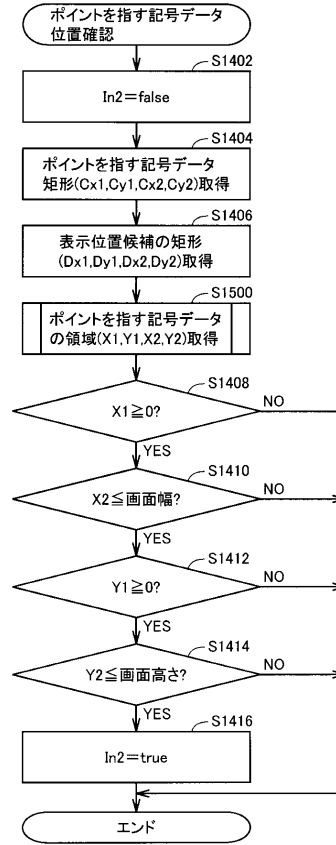 ポイントを指す記号データ
位置確認
S1402
In2=false
S1404
ポイントを指す記号データ
矩形(Cx1,Cy1,Cx2,Cy2)取得
S1406
表示位置候補の矩形
(Dx1,Dy1,Dx2,Dy2)取得
S1500
ポイントを指す記号データ
の領域(X1,Y1,X2,Y2)取得
S1408
X1≧0?
NO
YES
S1410
X2≦画面幅?
NO
YES
S1412
Y1≧0?
NO
YES
S1414
Y2≦画面高さ?
NO
YES
S1416
In2=true
エンド